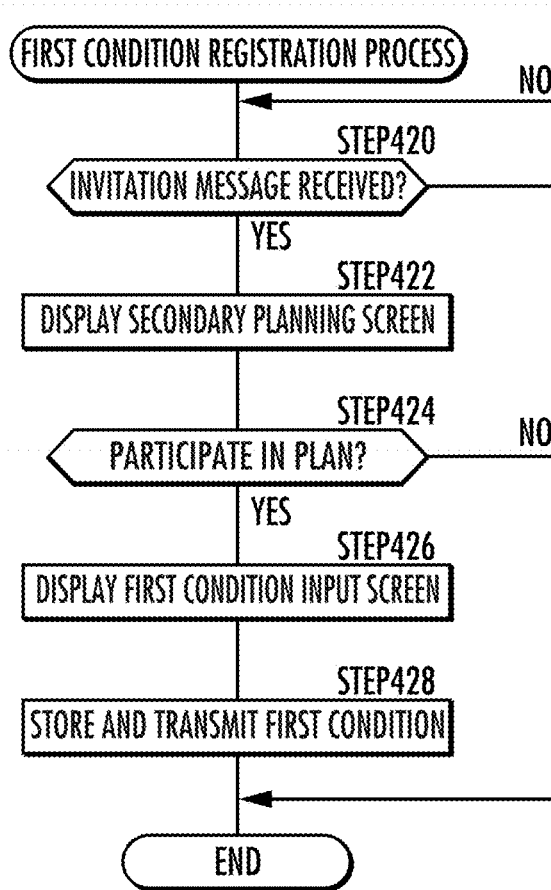 FIRST CONDITION REGISTRATION PROCESS
NO
STEP420
INVITATION MESSAGE RECEIVED?
YES
STEP422
DISPLAY SECONDARY PLANNING SCREEN
STEP424
NO
PARTICIPATE IN PLAN?
YES
STEP426
DISPLAY FIRST CONDITION INPUT SCREEN
STEP428
STORE AND TRANSMIT FIRST CONDITION
END